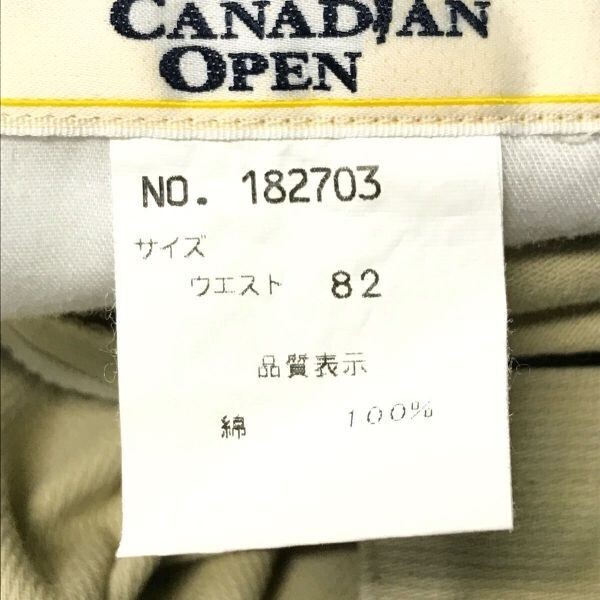 CANADIAN
OPEN
NO. 182703
サイズ
ウエスト 82
品質表示
綿 100%